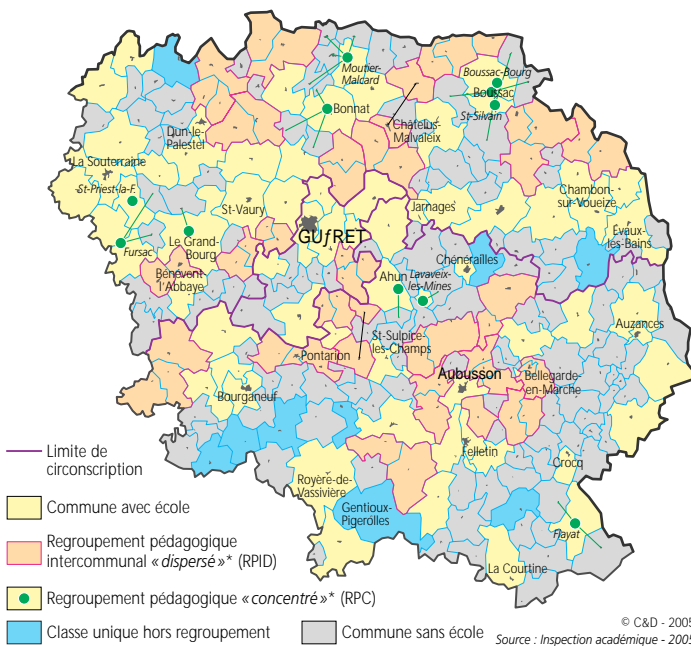 Moutier-
Malcard
Boussac-Bourg
Boussac
St-Silvain
Bonnat
Châtelus-
Malvaleix
Dun-le-
Palestel
La Souterraine
St-Priest-la-F.
St-Vaury
Jarnages
Chambon-
sur-Voueize
GUƒRET
Évaux-
les-Bains
Fursac
Le Grand-
Bourg
Bénévent
l'Abbaye
Chénérailles
Ahun
Lavaveix-
les-Mines
Auzances
St-Sulpice-
les-Champs
Pontarion
Aubusson
Bellegarde-
en-Marche
Bourganeuf
Felletin
Crocq
Royère-de-
Vassivière
Gentioux-
Pigerolles
Flayat
La Courtine
Limite de
circonscription
Commune avec école
Regroupement pédagogique
intercommunal «dispersé»* (RPID)
Regroupement pédagogique «concentré»* (RPC)
Classe unique hors regroupement
Commune sans école
© C&D - 2005
Source : Inspection académique - 2005